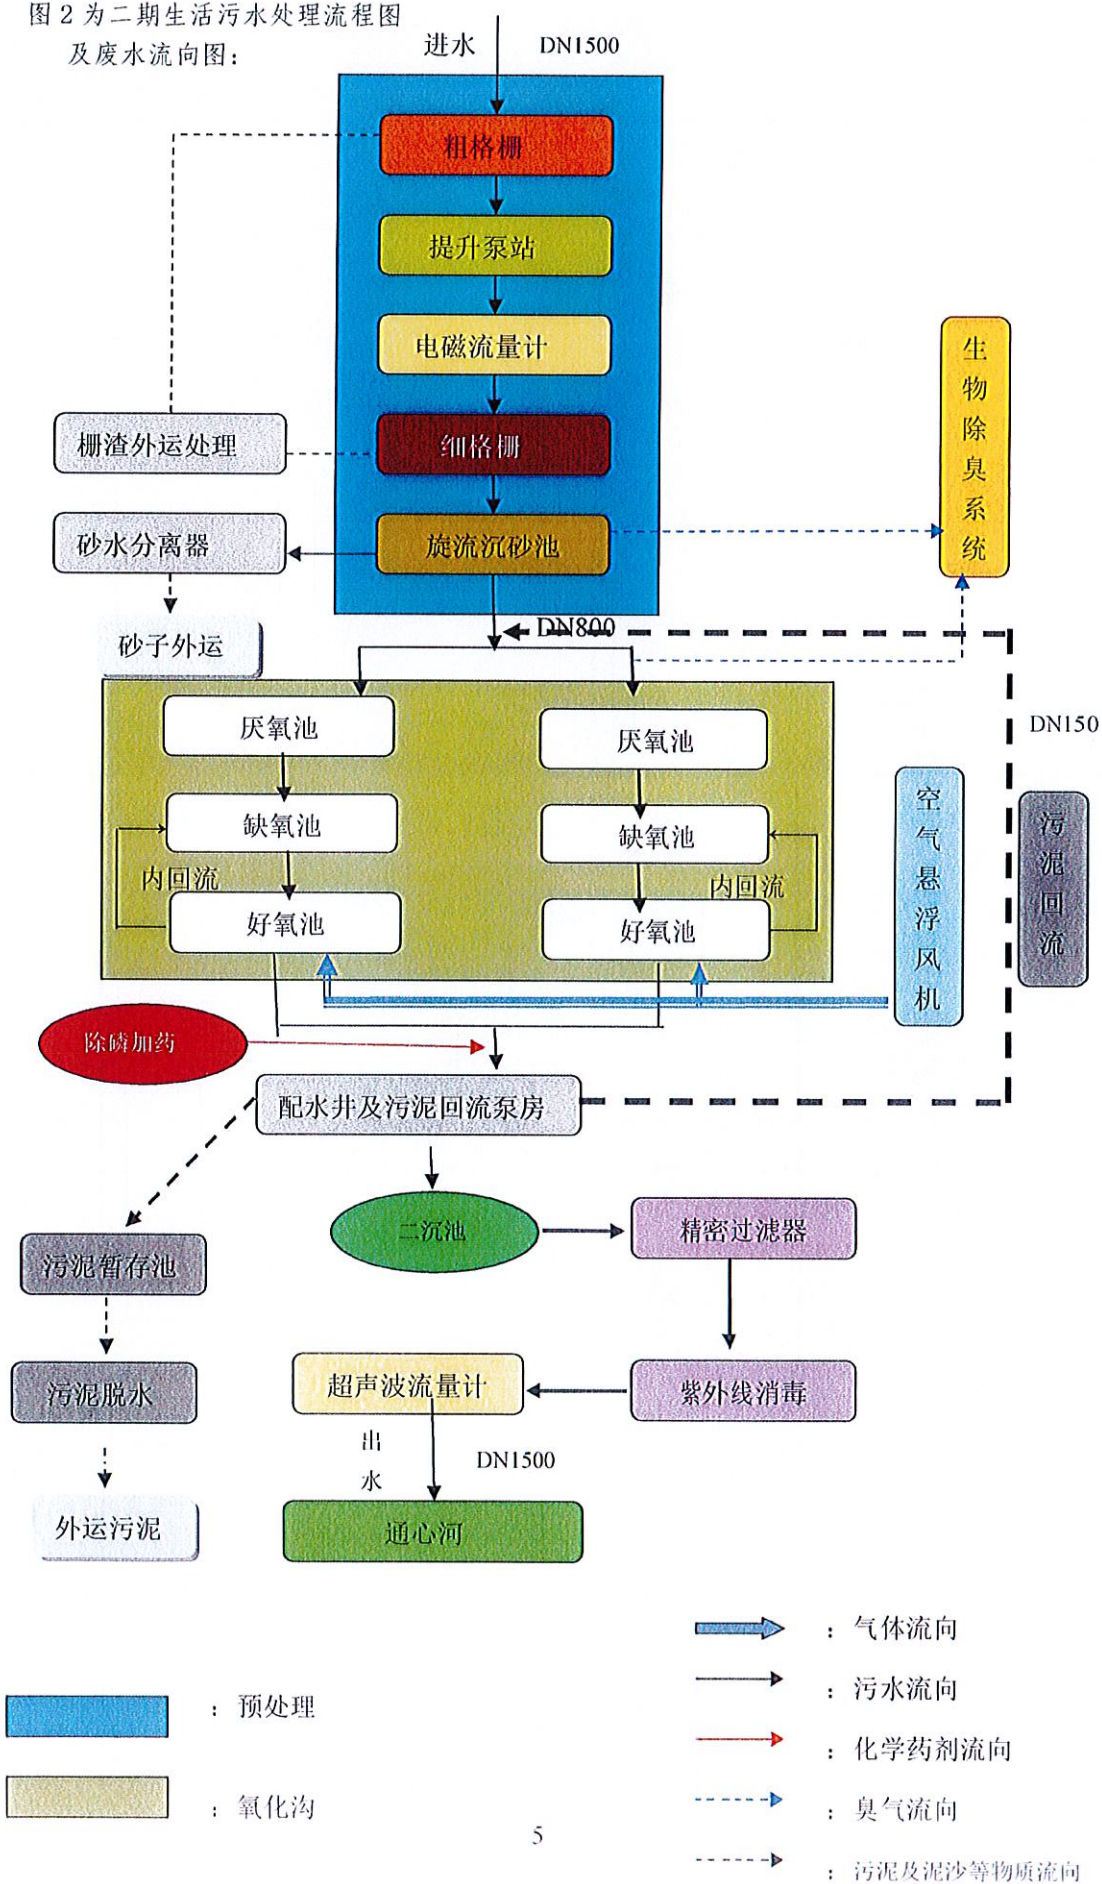 图2为二期生活污水处理流程图
及废水流向图:
进水
DN1500
粗格栅
提升泵站
电磁流量计
细格栅
旋流沉砂池
栅渣外运处理
砂水分离器
砂子外运
生物除臭系统
DN800
DN150
厌氧池
缺氧池
好氧池
内回流
厌氧池
缺氧池
好氧池
内回流
空气悬浮风机
污泥回流
除磷加药
配水井及污泥回流泵房
二沉池
精密过滤器
污泥暂存池
污泥脱水
外运污泥
超声波流量计
紫外线消毒
出水
DN1500
通心河
:预处理
:氧化沟
:气体流向
:污水流向
:化学药剂流向
:臭气流向
:污泥及泥沙等物质流向
5